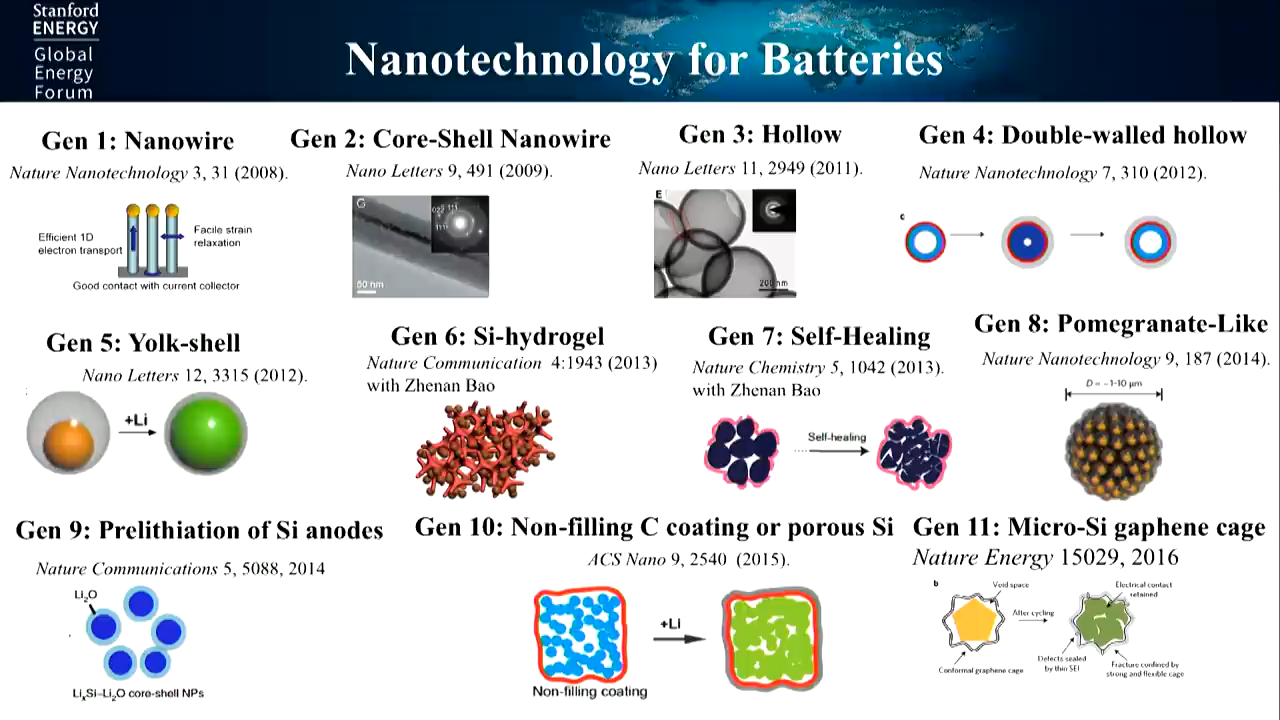 Stanford
ENERGY
Global
Energy
Forum
Nanotechnology for Batteries
Gen 1: Nanowire
Nature Nanotechnology 3, 31 (2008).
Efficient 1D
electron transport
Facile strain
relaxation
Good contact with current collector
Gen 2: Core-Shell Nanowire
Nano Letters 9, 491 (2009).
G
50 nm
Gen 3: Hollow
Nano Letters 11, 2949 (2011).
E
200 nm
Gen 4: Double-walled hollow
Nature Nanotechnology 7, 310 (2012).
c
Gen 5: Yolk-shell
Nano Letters 12, 3315 (2012).
+Li
Gen 6: Si-hydrogel
Nature Communication 4:1943 (2013)
with Zhenan Bao
Gen 7: Self-Healing
Nature Chemistry 5, 1042 (2013).
with Zhenan Bao
Self-healing
Gen 8: Pomegranate-Like
Nature Nanotechnology 9, 187 (2014).
D = ~1-10 μm
Gen 9: Prelithiation of Si anodes
Nature Communications 5, 5088, 2014
Li₂O
LiₓSi–Li₂O core-shell NPs
Gen 10: Non-filling C coating or porous Si
ACS Nano 9, 2540 (2015).
+Li
Non-filling coating
Gen 11: Micro-Si gaphene cage
Nature Energy 15029, 2016
b
Void space
After cycling
Conformal graphene cage
Electrical contact
retained
Defects sealed
by thin SEI
Fracture confined by
strong and flexible cage